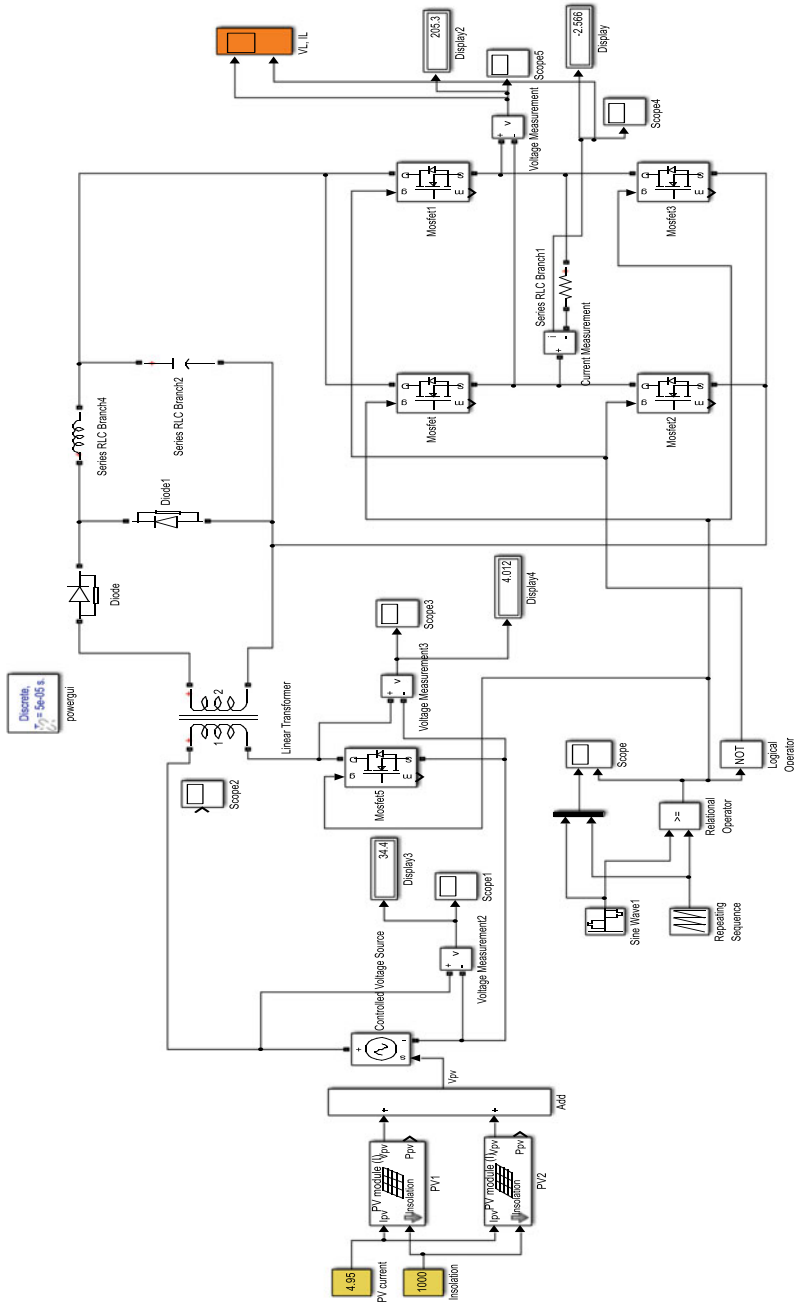 4.95
PV current
1000
Insolation
PV module (I)
Ipv
Vpv
Insolation
Ppv
PV1
PV module (I)
Ipv
Vpv
Insolation
Ppv
PV2
+
+
Add
Vpv
s
+
-
Controlled Voltage Source
+
-
v
Voltage Measurement2
34.4
Display3
Scope1
Sine Wave1
Repeating
Sequence
>=
Relational
Operator
NOT
Logical
Operator
Scope
Scope2
g
m
D
S
Mosfet5
+
-
v
Voltage Measurement3
Scope3
4.012
Display4
Discrete,
= 5e-05 s.
powergui
1
2
+
+
Linear Transformer
Diode
Diode1
Series RLC Branch4
Series RLC Branch2
g
m
D
S
Mosfet
g
m
D
S
Mosfet2
g
m
D
S
Mosfet1
g
m
D
S
Mosfet3
+
-
i
Current Measurement
Series RLC Branch1
+
-
v
Voltage Measurement
VL, IL
205.3
Display2
Scope5
-2.566
Display
Scope4